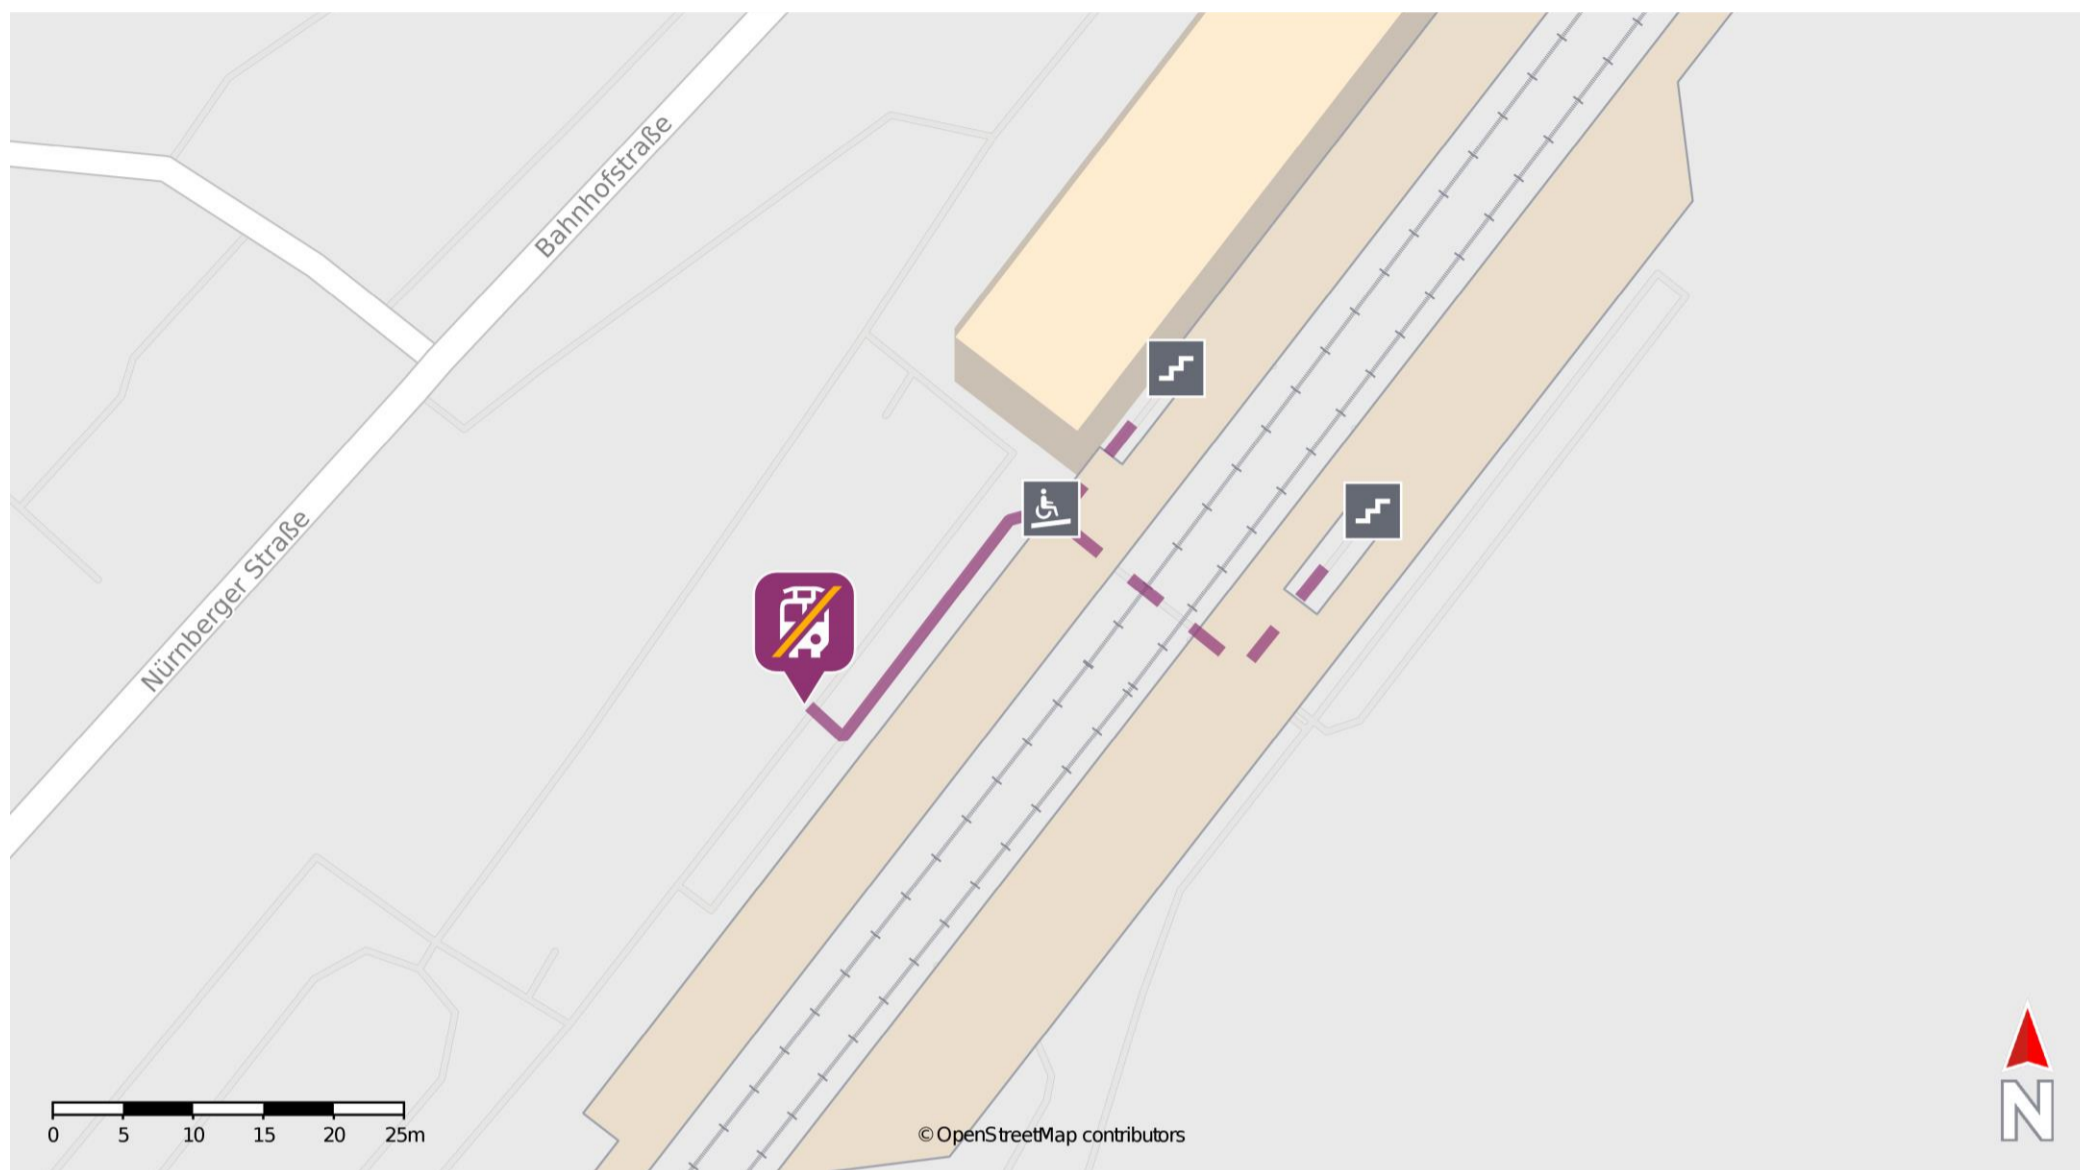 Bahnhofstraße
Nürnberger Straße
0 5 10 15 20 25m
© OpenStreetMap contributors
N